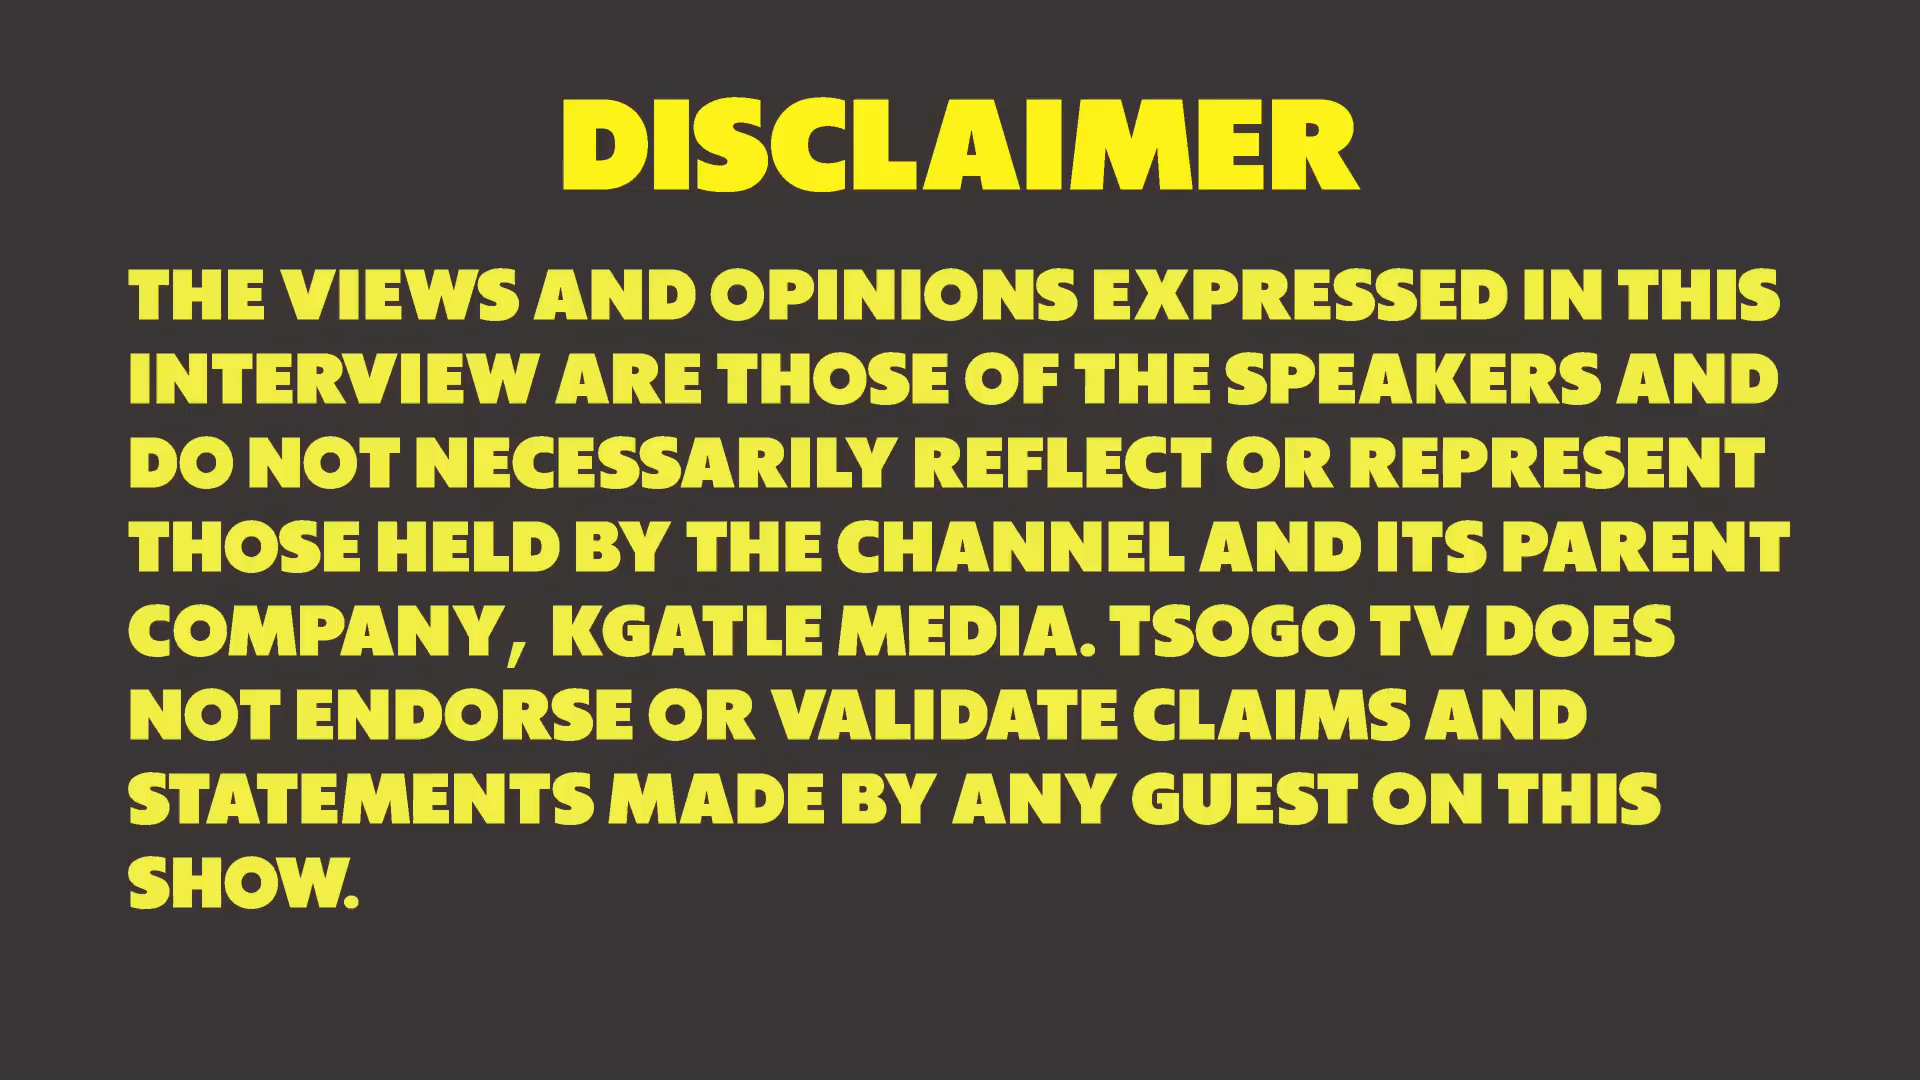 DISCLAIMER
THE VIEWS AND OPINIONS EXPRESSED IN THIS
INTERVIEW ARE THOSE OF THE SPEAKERS AND
DO NOT NECESSARILY REFLECT OR REPRESENT
THOSE HELD BY THE CHANNEL AND ITS PARENT
COMPANY, KGATLE MEDIA. TSOGO TV DOES
NOT ENDORSE OR VALIDATE CLAIMS AND
STATEMENTS MADE BY ANY GUEST ON THIS
SHOW.